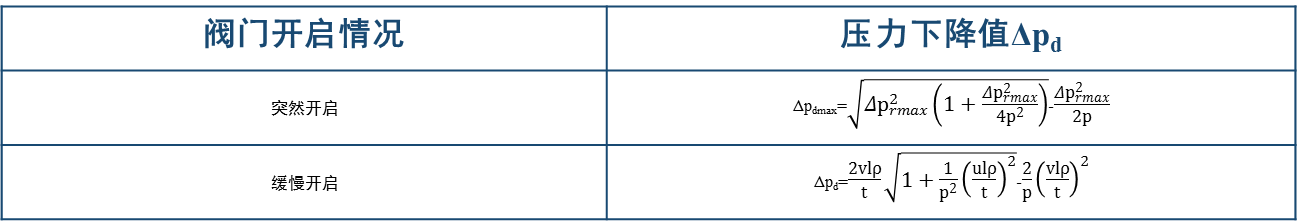 阀门开启情况 压力下降值Δp_d
突然开启 Δp_dmax=√(Δp²_rmax(1+Δp²_rmax/4p²))-Δp²_rmax/2p
缓慢开启 Δp_d=2vlρ/t√(1+1/p²(ulρ/t)²)-2/p(vlρ/t)²